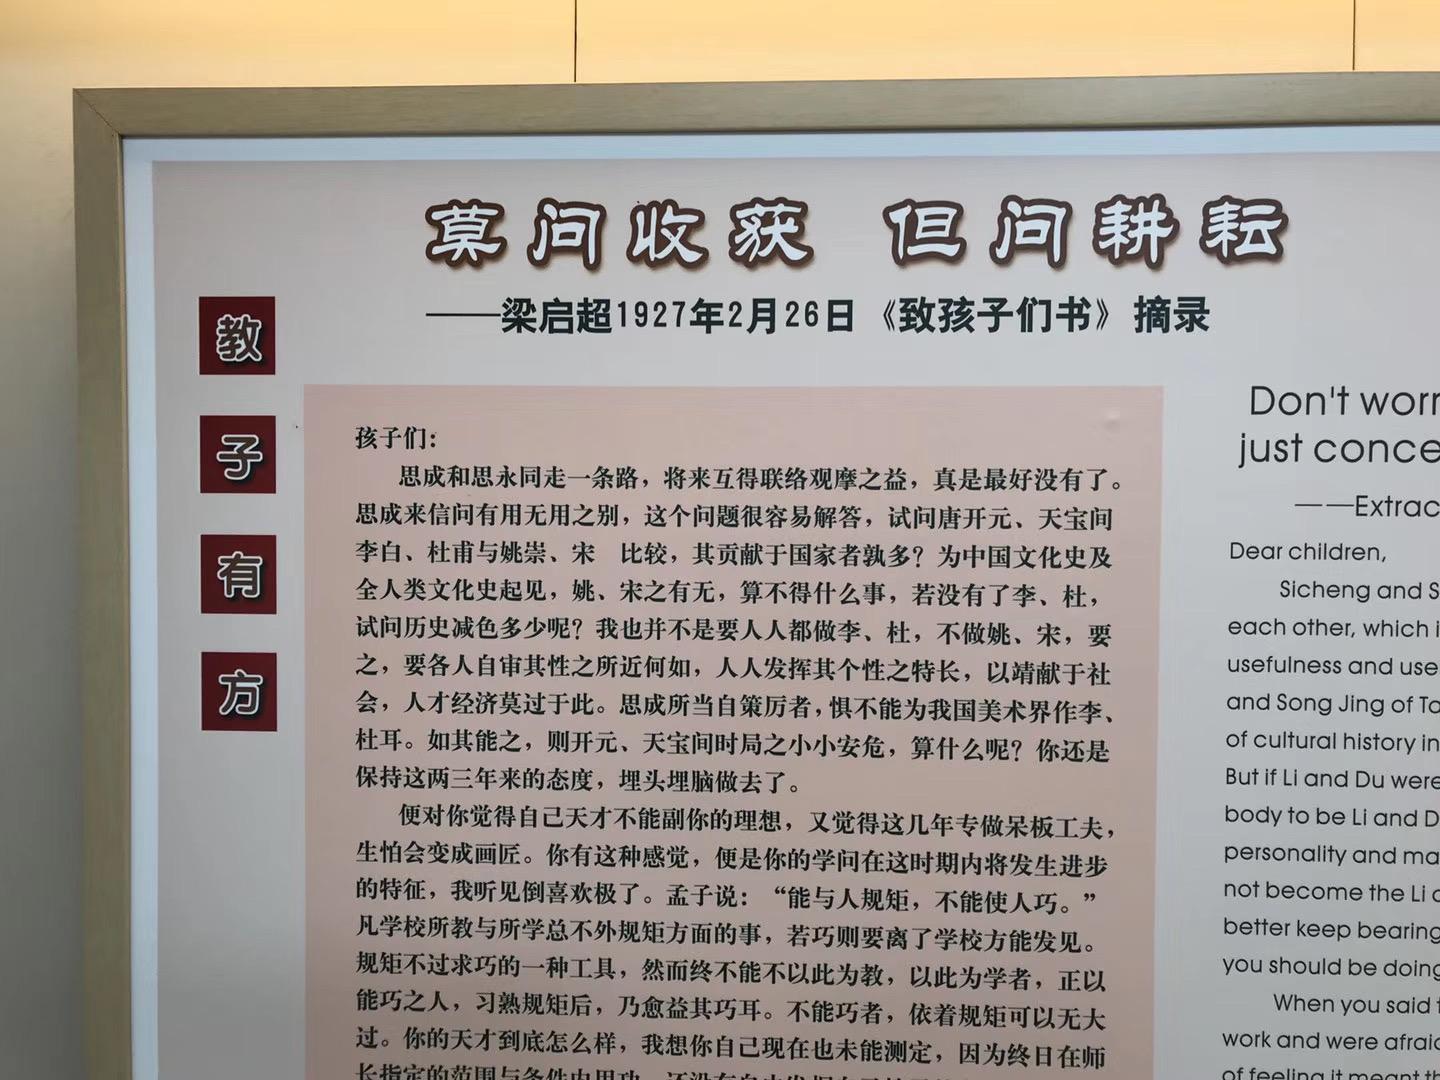 莫问收获 但问耕耘
——梁启超1927年2月26日《致孩子们书》摘录
教
子
有
方
孩子们：
思成和思永同走一条路，将来互得联络观摩之益，真是最好没有了。
思成来信问有用无用之别，这个问题很容易解答，试问唐开元、天宝间
李白、杜甫与姚崇、宋　比较，其贡献于国家者孰多？为中国文化史及
全人类文化史起见，姚、宋之有无，算不得什么事，若没有了李、杜，
试问历史减色多少呢？我也并不是要人人都做李、杜，不做姚、宋，要
之，要各人自审其性之所近何如，人人发挥其个性之特长，以靖献于社
会，人才经济莫过于此。思成所当自策厉者，惧不能为我国美术界作李、
杜耳。如其能之，则开元、天宝间时局之小小安危，算什么呢？你还是
保持这两三年来的态度，埋头埋脑做去了。
便对你觉得自己天才不能副你的理想，又觉得这几年专做呆板工夫，
生怕会变成画匠。你有这种感觉，便是你的学问在这时期内将发生进步
的特征，我听见倒喜欢极了。孟子说：“能与人规矩，不能使人巧。”
凡学校所教与所学总不外规矩方面的事，若巧则要离了学校方能发见。
规矩不过求巧的一种工具，然而终不能不以此为教，以此为学者，正以
能巧之人，习熟规矩后，乃愈益其巧耳。不能巧者，依着规矩可以无大
过。你的天才到底怎么样，我想你自己现在也未能测定，因为终日在师
长指定的范围与条件内用功，还没有自由发掘自己
Don't worr
just conce
——Extrac
Dear children,
Sicheng and S
each other, which i
usefulness and use
and Song Jing of Ta
of cultural history in
But if Li and Du were
body to be Li and D
personality and ma
not become the Li a
better keep bearing
you should be doing
When you said t
work and were afraid
of feeling it meant th